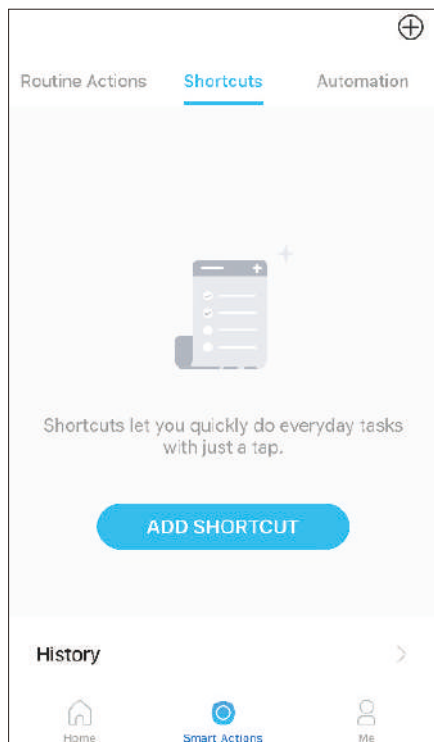 Routine Actions Shortcuts Automation
Shortcuts let you quickly do everyday tasks
with just a tap.
ADD SHORTCUT
History
Home Smart Actions Me